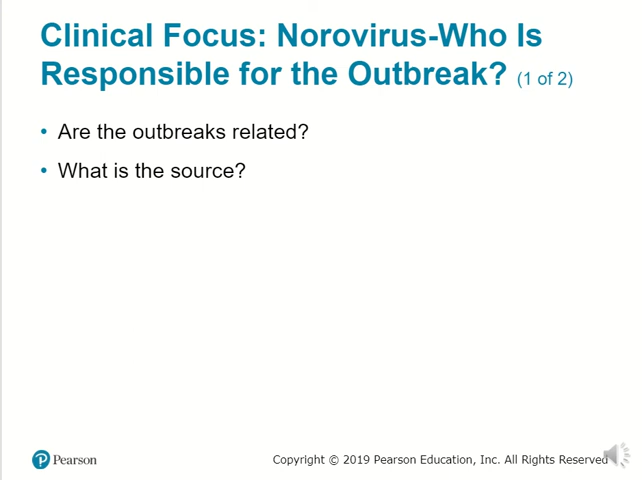 Clinical Focus: Norovirus-Who Is
Responsible for the Outbreak? (1 of 2)
• Are the outbreaks related?
• What is the source?
Pearson
Copyright © 2019 Pearson Education, Inc. All Rights Reserved